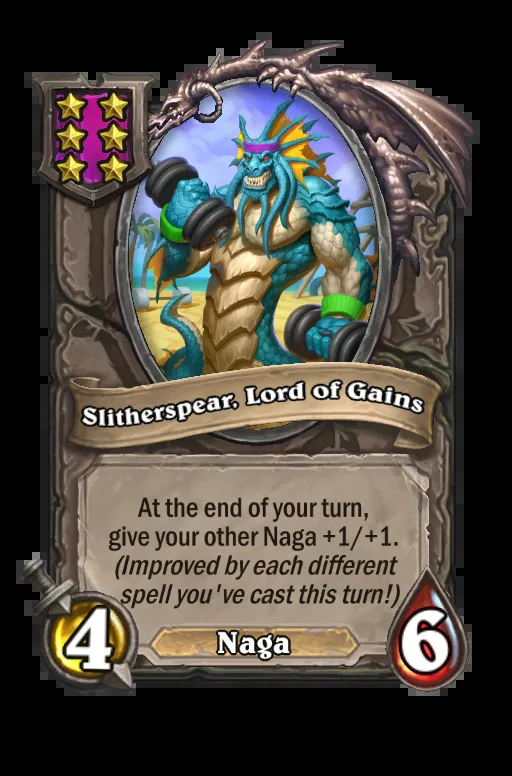 Slitherspear, Lord of Gains
At the end of your turn,
give your other Naga +1/+1.
(Improved by each different
spell you've cast this turn!)
4
Naga
6